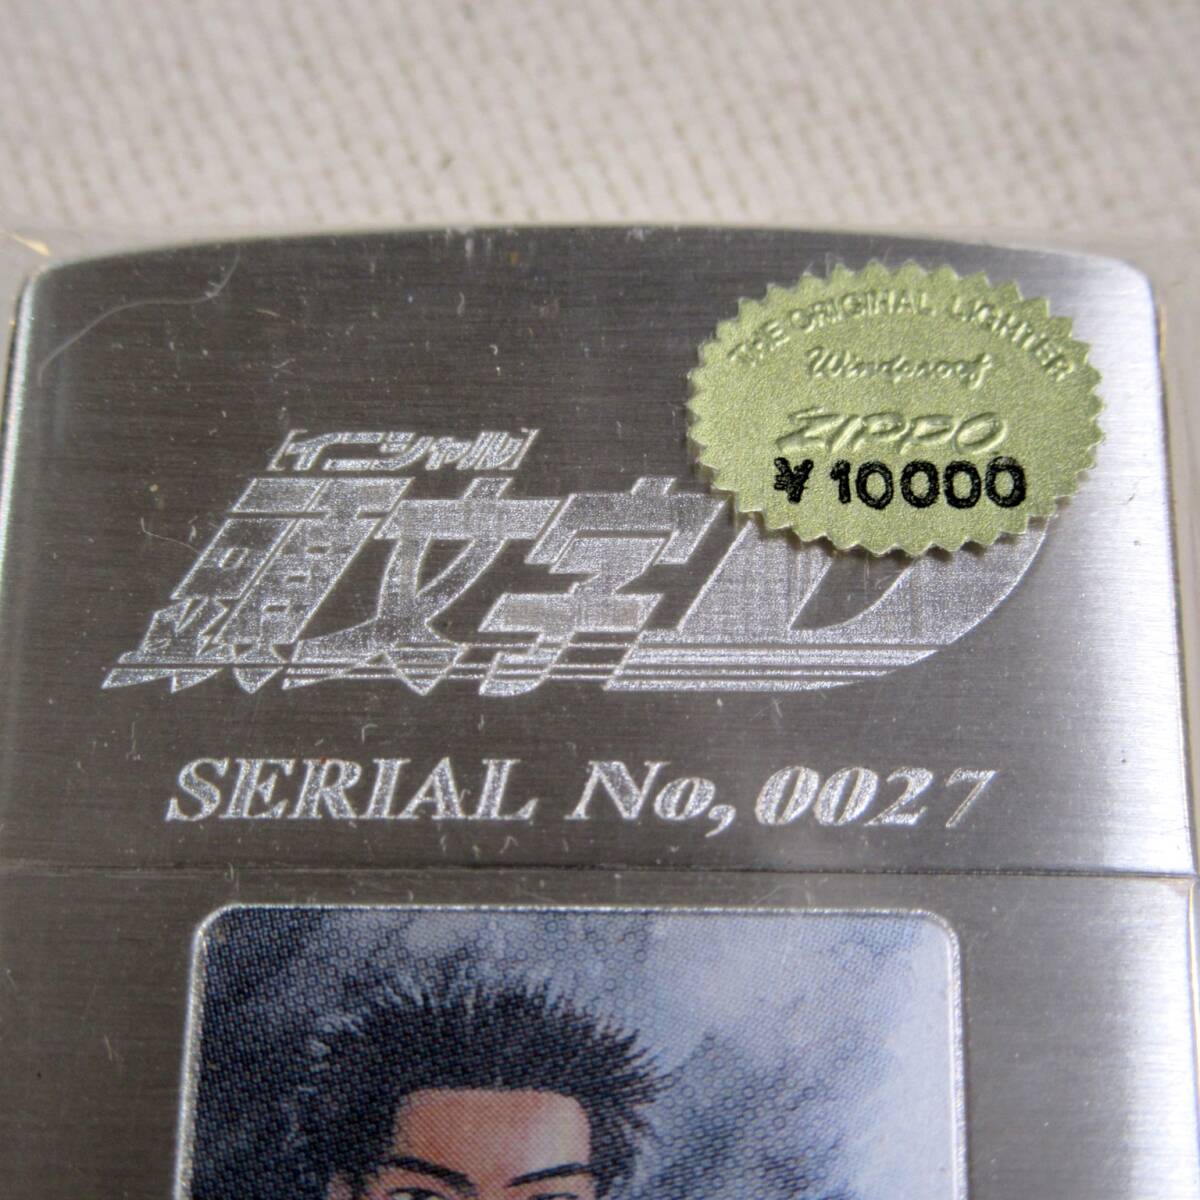 THE ORIGINAL LIGHTER
Windproof
ZIPPO
¥10000
[イニシャル]
頭文字D
SERIAL No,0027